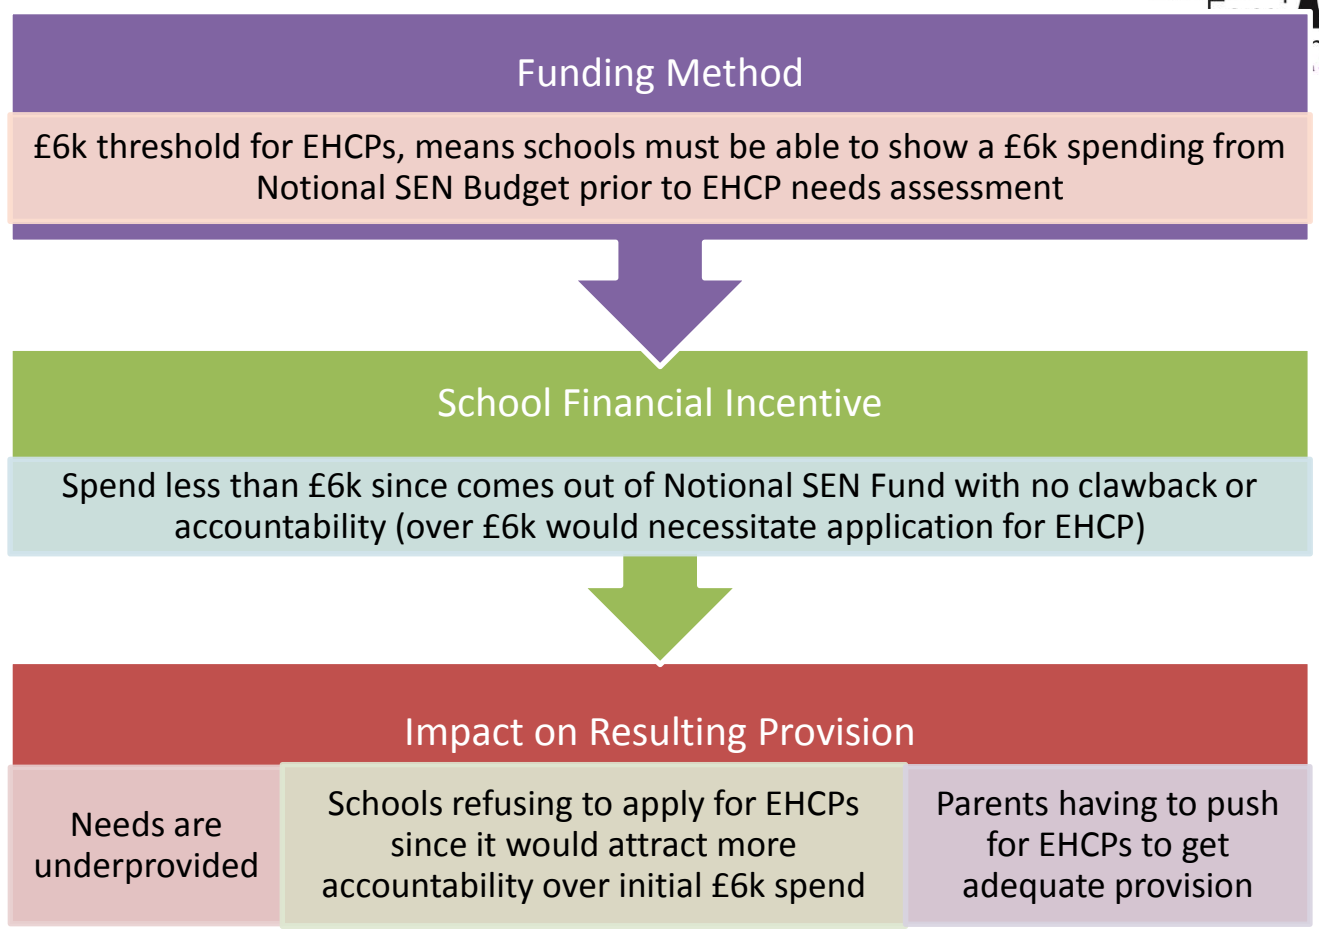 Funding Method
£6k threshold for EHCPs, means schools must be able to show a £6k spending from
Notional SEN Budget prior to EHCP needs assessment
School Financial Incentive
Spend less than £6k since comes out of Notional SEN Fund with no clawback or
accountability (over £6k would necessitate application for EHCP)
Impact on Resulting Provision
Needs are
underprovided
Schools refusing to apply for EHCPs
since it would attract more
accountability over initial £6k spend
Parents having to push
for EHCPs to get
adequate provision